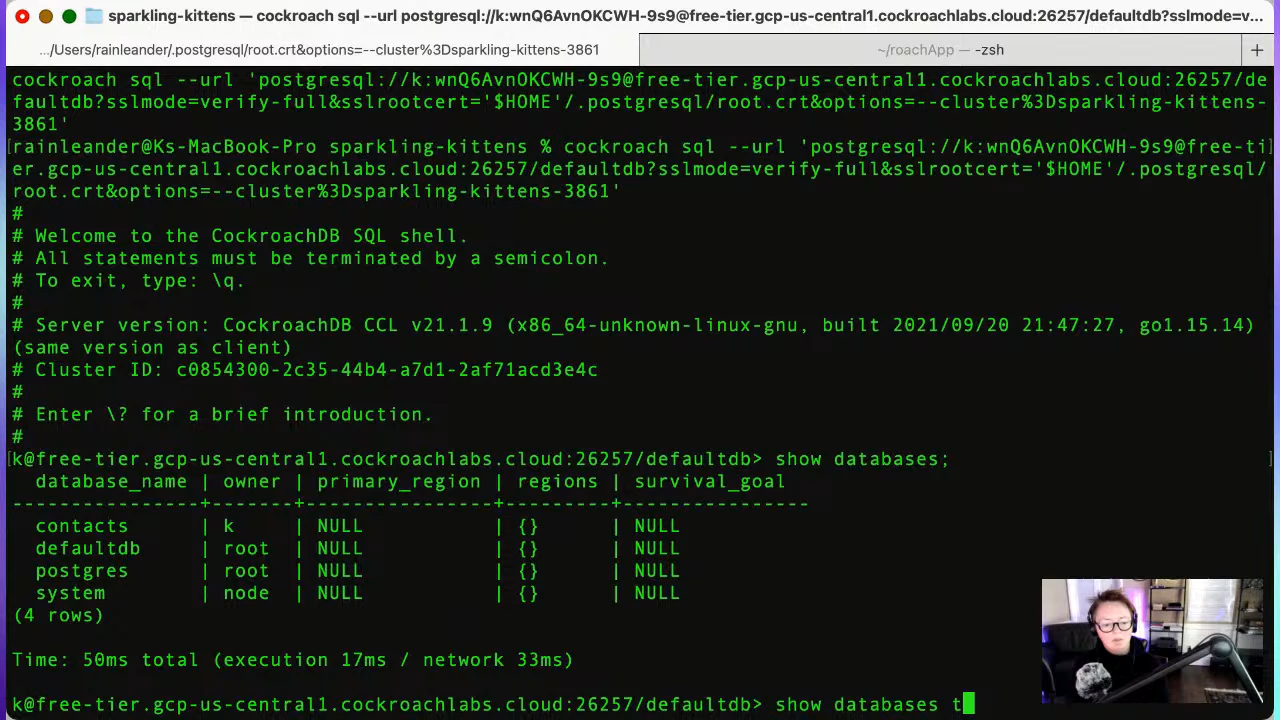 sparkling-kittens — cockroach sql --url postgresql://k:wnQ6AvnOKCWH-9s9@free-tier.gcp-us-central1.cockroachlabs.cloud:26257/defaultdb?sslmode=v...
.../Users/rainleander/.postgresql/root.crt&options=--cluster%3Dsparkling-kittens-3861
~/roachApp — -zsh
+
cockroach sql --url 'postgresql://k:wnQ6AvnOKCWH-9s9@free-tier.gcp-us-central1.cockroachlabs.cloud:26257/de
faultdb?sslmode=verify-full&sslrootcert='$HOME'/.postgresql/root.crt&options=--cluster%3Dsparkling-kittens-
3861'
[rainleander@Ks-MacBook-Pro sparkling-kittens % cockroach sql --url 'postgresql://k:wnQ6AvnOKCWH-9s9@free-ti]
er.gcp-us-central1.cockroachlabs.cloud:26257/defaultdb?sslmode=verify-full&sslrootcert='$HOME'/.postgresql/
root.crt&options=--cluster%3Dsparkling-kittens-3861'
#
# Welcome to the CockroachDB SQL shell.
# All statements must be terminated by a semicolon.
# To exit, type: \q.
#
# Server version: CockroachDB CCL v21.1.9 (x86_64-unknown-linux-gnu, built 2021/09/20 21:47:27, go1.15.14)
(same version as client)
# Cluster ID: c0854300-2c35-44b4-a7d1-2af71acd3e4c
#
# Enter \? for a brief introduction.
#
[k@free-tier.gcp-us-central1.cockroachlabs.cloud:26257/defaultdb> show databases; ]
database_name | owner | primary_region | regions | survival_goal
----------------+-------+----------------+---------+----------------
contacts | k | NULL | {} | NULL
defaultdb | root | NULL | {} | NULL
postgres | root | NULL | {} | NULL
system | node | NULL | {} | NULL
(4 rows)
Time: 50ms total (execution 17ms / network 33ms)
k@free-tier.gcp-us-central1.cockroachlabs.cloud:26257/defaultdb> show databases t